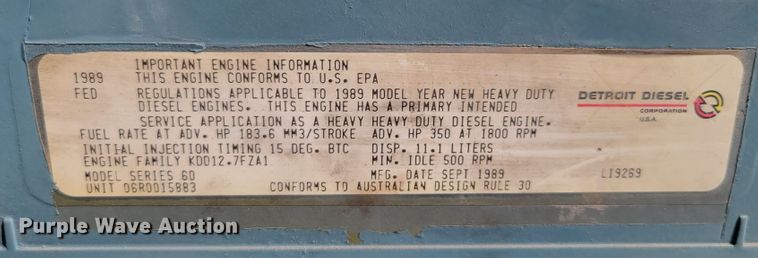 IMPORTANT ENGINE INFORMATION
1989 THIS ENGINE CONFORMS TO U.S. EPA
FED REGULATIONS APPLICABLE TO 1989 MODEL YEAR NEW HEAVY DUTY
DIESEL ENGINES. THIS ENGINE HAS A PRIMARY INTENDED
SERVICE APPLICATION AS A HEAVY HEAVY DUTY DIESEL ENGINE.
FUEL RATE AT ADV. HP 183.6 MM3/STROKE ADV. HP 350 AT 1800 RPM
INITIAL INJECTION TIMING 15 DEG. BTC DISP. 11.1 LITERS
ENGINE FAMILY KDD12.7FZA1 MIN. IDLE 500 RPM
MODEL SERIES 60 MFG. DATE SEPT 1989 LI9269
UNIT 06R0015883 CONFORMS TO AUSTRALIAN DESIGN RULE 30
DETROIT DIESEL
CORPORATION
U.S.A.
Purple Wave Auction